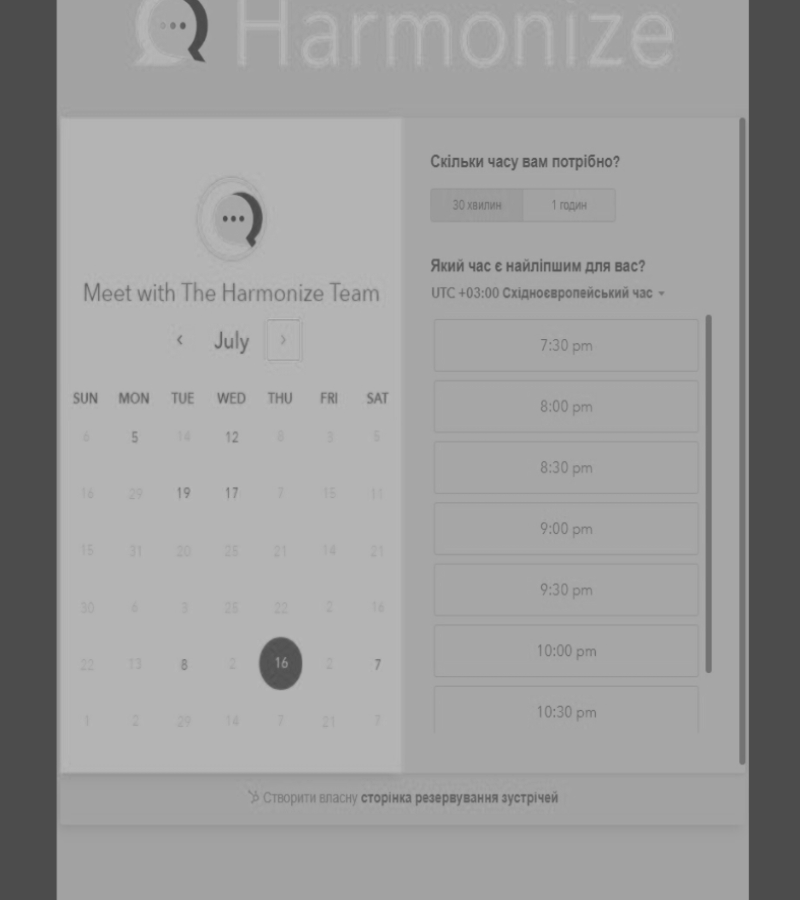 Harmonize
Meet with The Harmonize Team
July
SUN MON TUE WED THU FRI SAT
6 5 14 12 8 3 5
16 29 19 17 7 15 11
15 31 20 25 21 14 21
30 6 3 25 22 2 16
22 13 8 2 16 2 7
1 2 29 14 7 21 7
Скільки часу вам потрібно?
30 хвилин 1 годин
Який час є найліпшим для вас?
UTC +03:00 Східноєвропейський час
7:30 pm
8:00 pm
8:30 pm
9:00 pm
9:30 pm
10:00 pm
10:30 pm
Створити власну сторінка резервування зустрічей